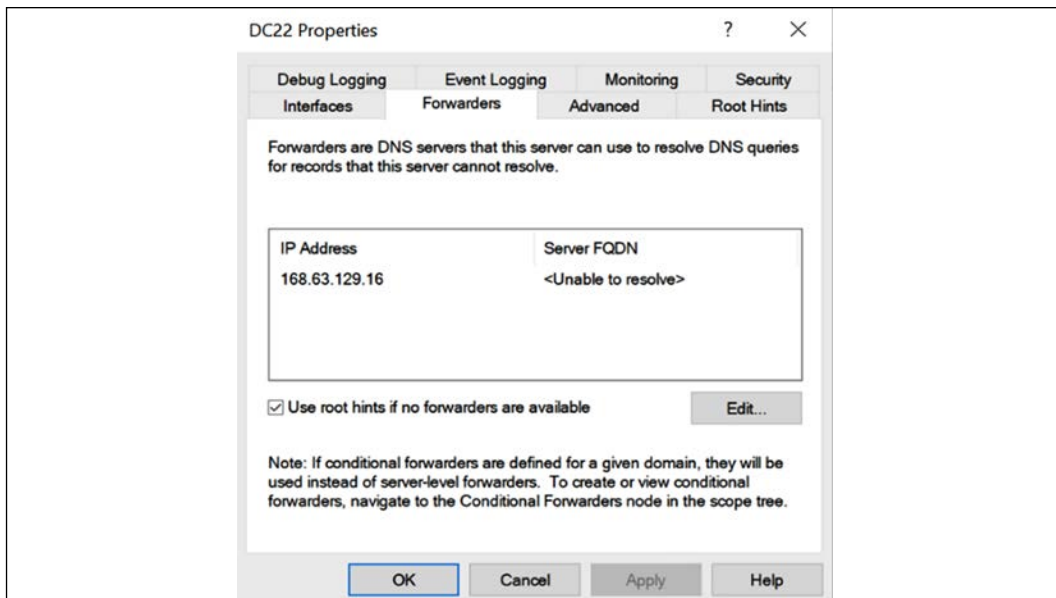 DC22 Properties
?
Debug Logging Event Logging Monitoring Security
Interfaces Forwarders Advanced Root Hints
Forwarders are DNS servers that this server can use to resolve DNS queries
for records that this server cannot resolve.
IP Address Server FQDN
168.63.129.16 <Unable to resolve>
Use root hints if no forwarders are available Edit...
Note: If conditional forwarders are defined for a given domain, they will be
used instead of server-level forwarders. To create or view conditional
forwarders, navigate to the Conditional Forwarders node in the scope tree.
OK Cancel Apply Help